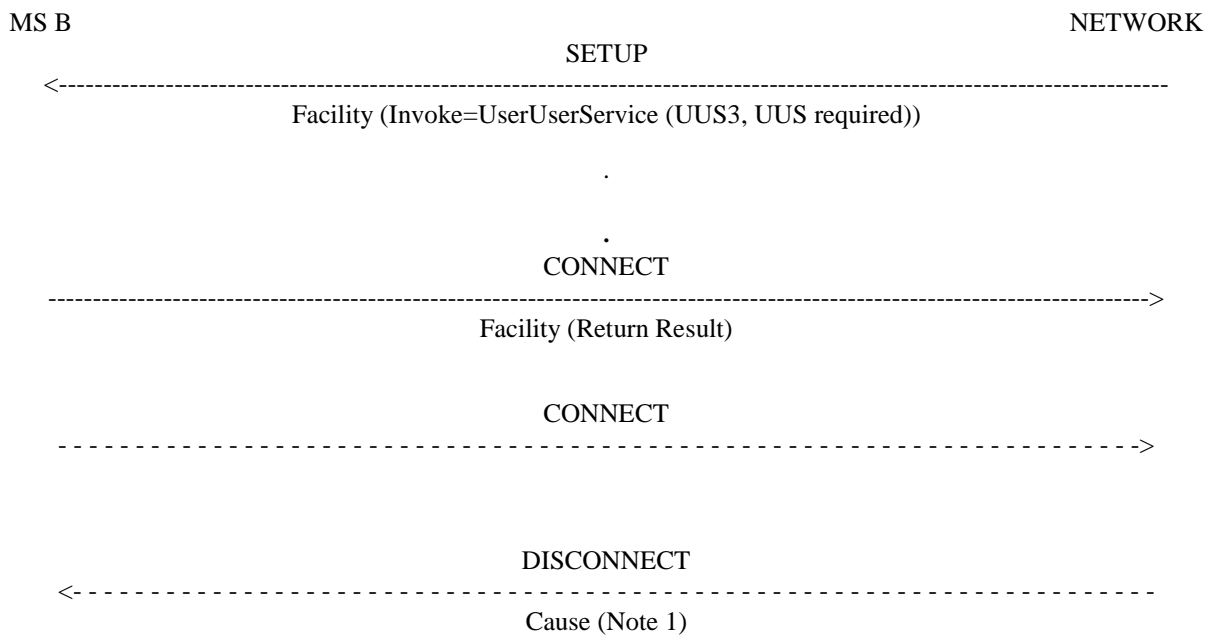 MS B NETWORK
SETUP
<------------------------------------------------------------------------------------------------------------------------------
Facility (Invoke=UserUserService (UUS3, UUS required))
.
.
CONNECT
----------------------------------------------------------------------------------------------------------------------------->
Facility (Return Result)
CONNECT
- - - - - - - - - - - - - - - - - - - - - - - - - - - - - - - - - - - - - - - - - - - - - - - - - - - - - - - - - - - - - - - - - - - - - - ->
DISCONNECT
<- - - - - - - - - - - - - - - - - - - - - - - - - - - - - - - - - - - - - - - - - - - - - - - - - - - - - - - - - - - - - - - - - - - - - -
Cause (Note 1)